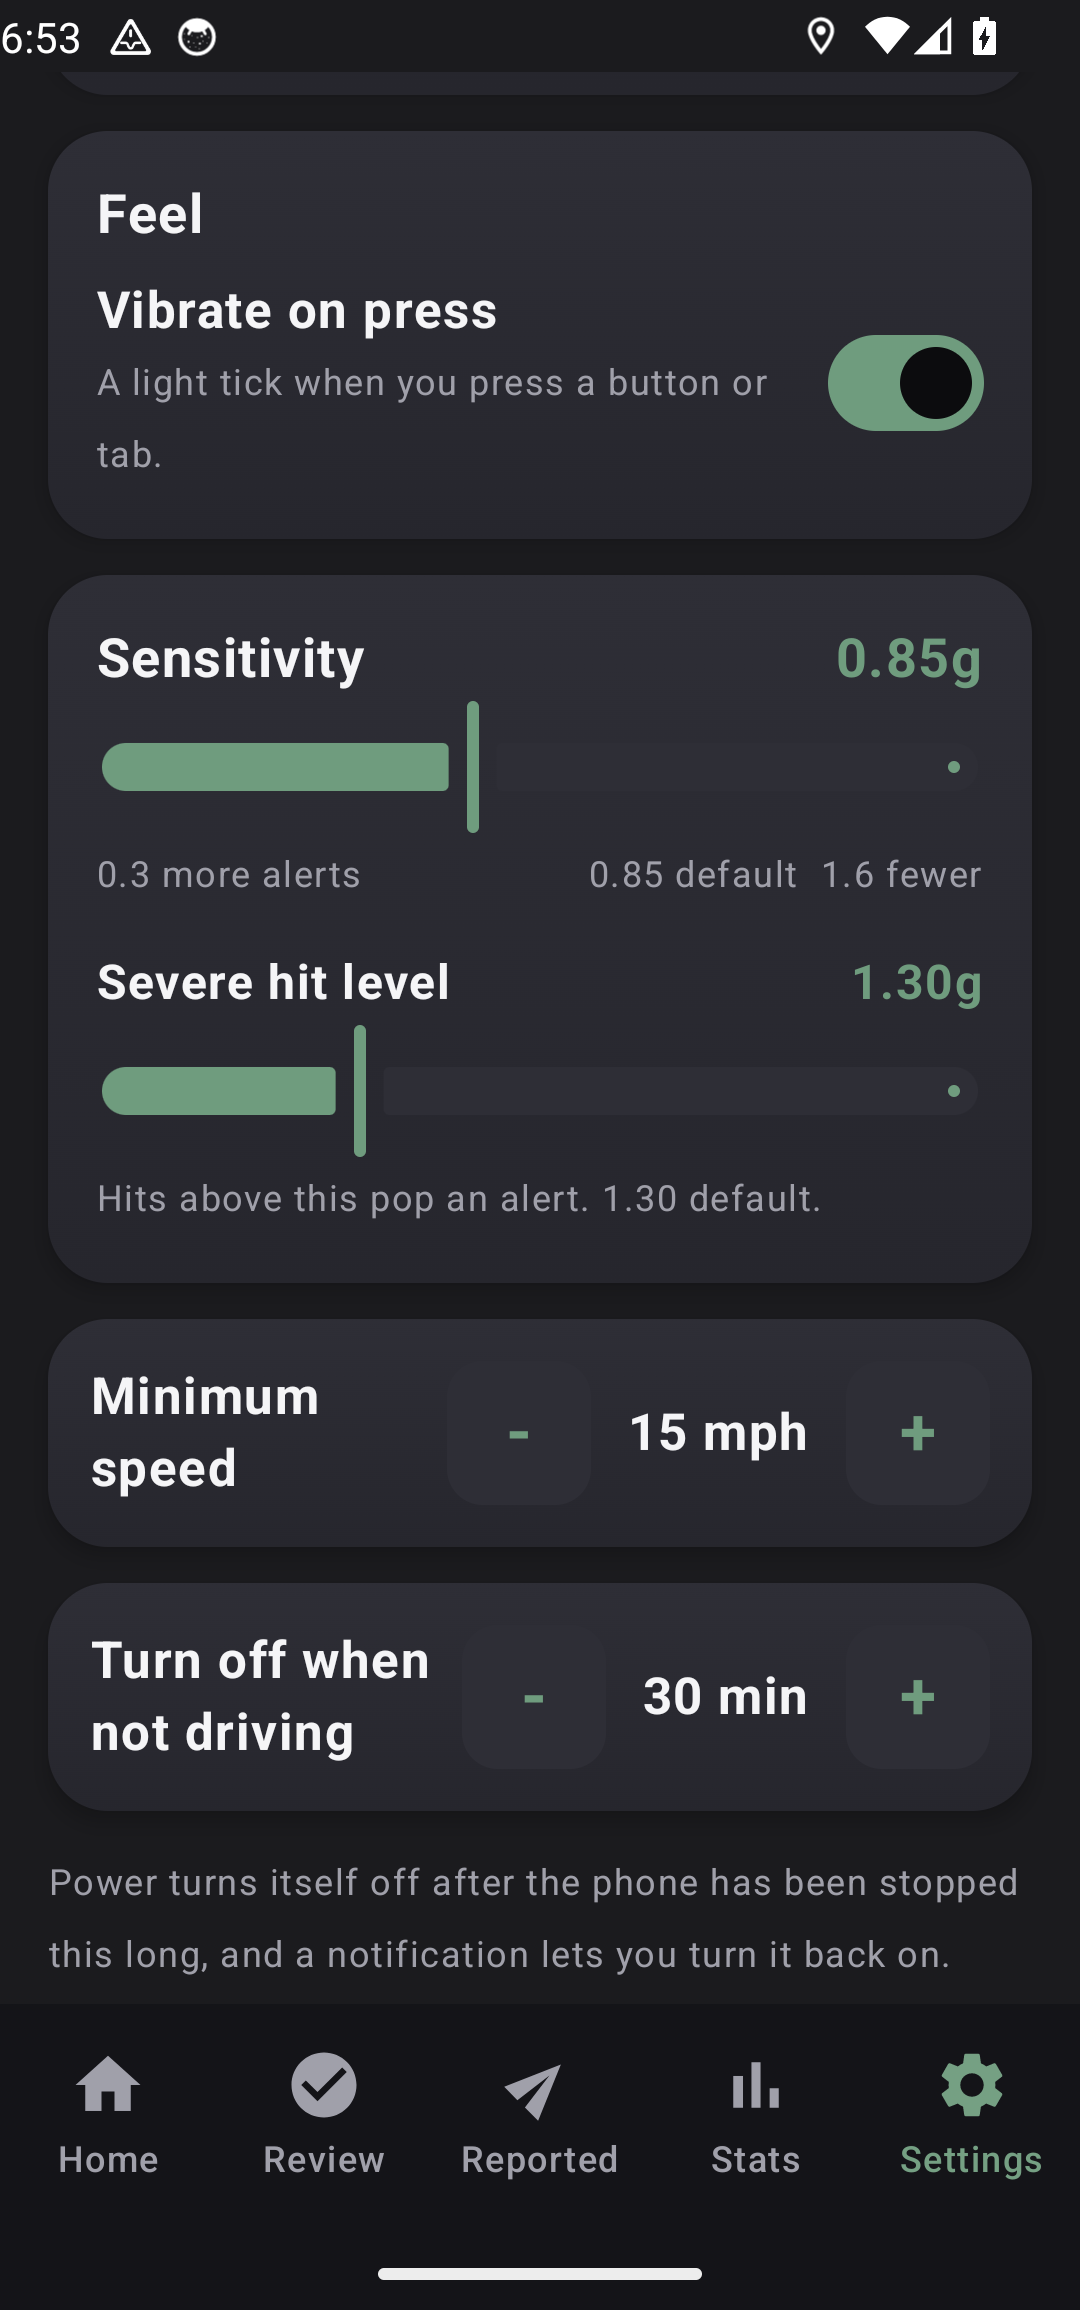 6:53
Feel
Vibrate on press
A light tick when you press a button or
tab.
Sensitivity 0.85g
0.3 more alerts 0.85 default 1.6 fewer
Severe hit level 1.30g
Hits above this pop an alert. 1.30 default.
Minimum
speed
- 15 mph +
Turn off when
not driving
- 30 min +
Power turns itself off after the phone has been stopped
this long, and a notification lets you turn it back on.
Home Review Reported Stats Settings